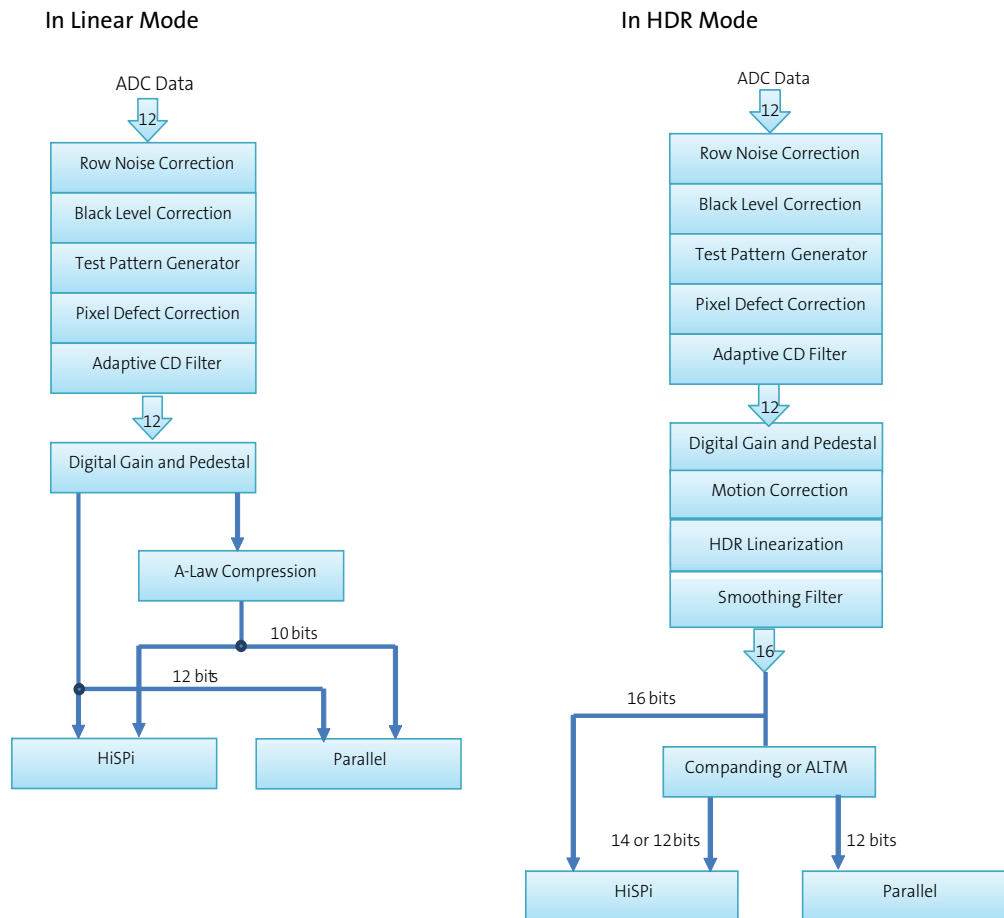 In Linear Mode
ADC Data
12
Row Noise Correction
Black Level Correction
Test Pattern Generator
Pixel Defect Correction
Adaptive CD Filter
12
Digital Gain and Pedestal
A-Law Compression
10 bits
12 bits
HiSPi
Parallel
In HDR Mode
ADC Data
12
Row Noise Correction
Black Level Correction
Test Pattern Generator
Pixel Defect Correction
Adaptive CD Filter
12
Digital Gain and Pedestal
Motion Correction
HDR Linearization
Smoothing Filter
16
16 bits
Companding or ALTM
14 or 12 bits
12 bits
HiSPi
Parallel